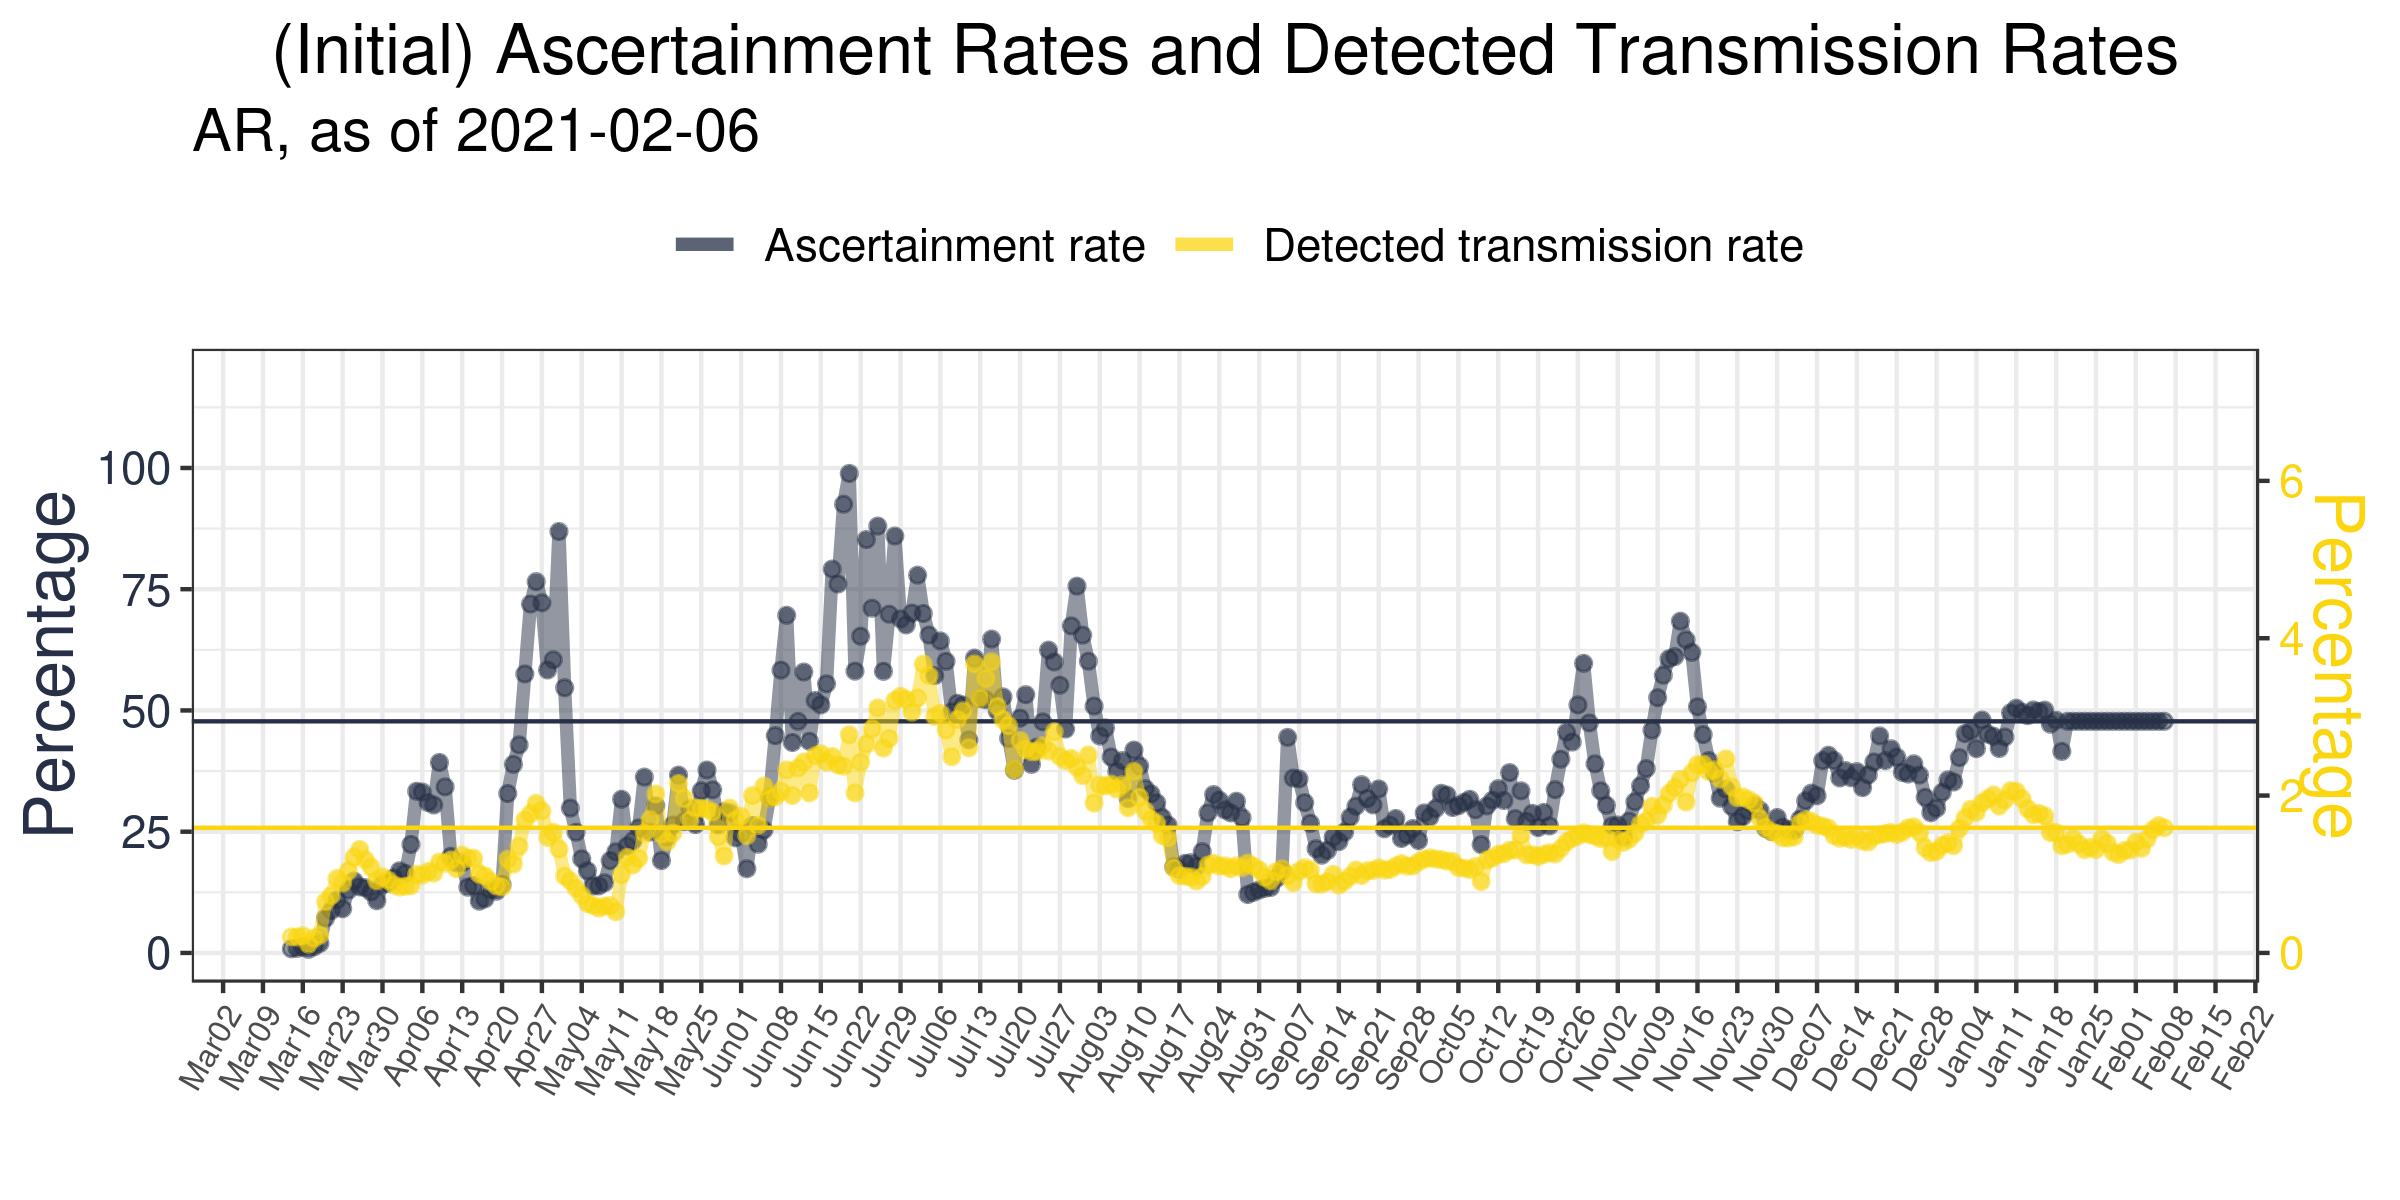 (Initial) Ascertainment Rates and Detected Transmission Rates
AR, as of 2021-02-06
Ascertainment rate
Detected transmission rate
Percentage
100
75
50
25
0
6
4
2
0
Percentage
Mar02
Mar09
Mar16
Mar23
Mar30
Apr06
Apr13
Apr20
Apr27
May04
May11
May18
May25
Jun01
Jun08
Jun15
Jun22
Jun29
Jul06
Jul13
Jul20
Jul27
Aug03
Aug10
Aug17
Aug24
Aug31
Sep07
Sep14
Sep21
Sep28
Oct05
Oct12
Oct19
Oct26
Nov02
Nov09
Nov16
Nov23
Nov30
Dec07
Dec14
Dec21
Dec28
Jan04
Jan11
Jan18
Jan25
Feb01
Feb08
Feb15
Feb22